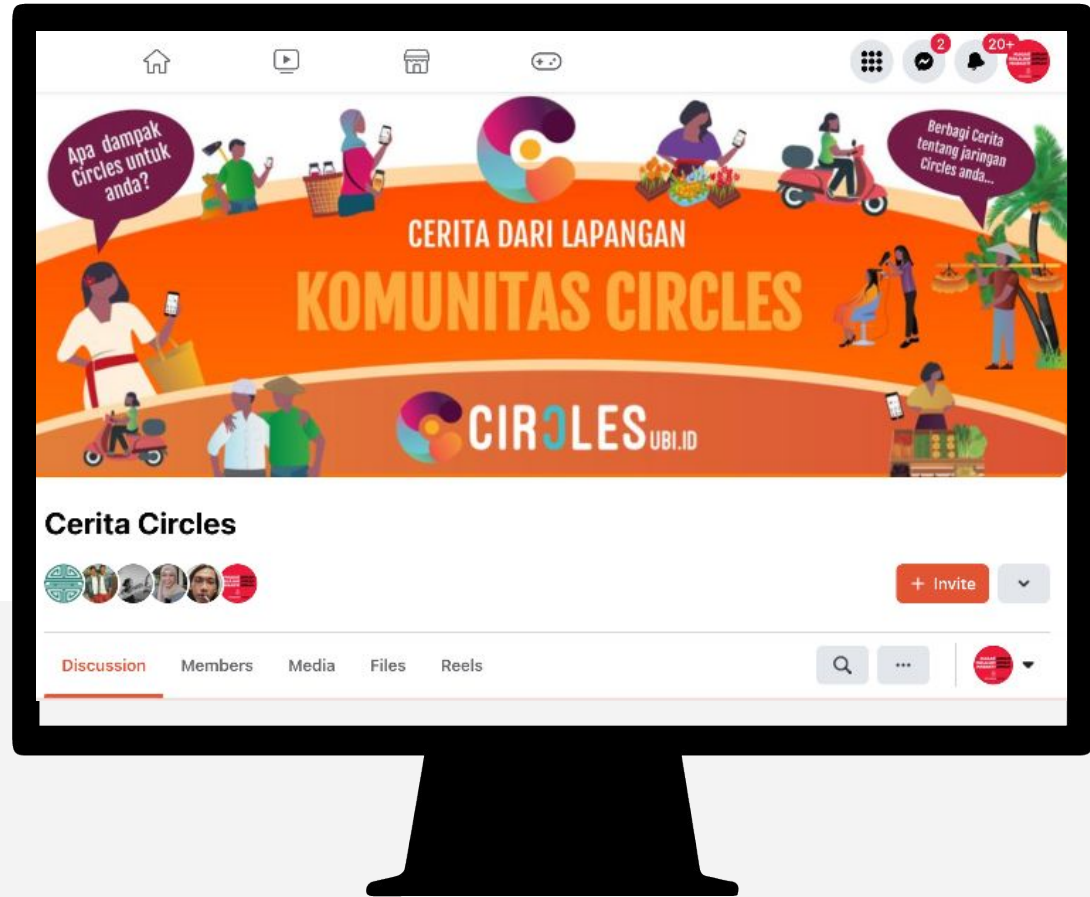 2
20+
Apa dampak
Circles untuk
anda?
Berbagi Cerita
tentang jaringan
Circles anda...
CERITA DARI LAPANGAN
KOMUNITAS CIRCLES
CIRCLES UBI.ID
Cerita Circles
+ Invite
Discussion Members Media Files Reels
...